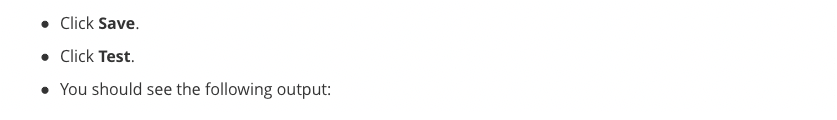 • Click Save.
• Click Test.
• You should see the following output: